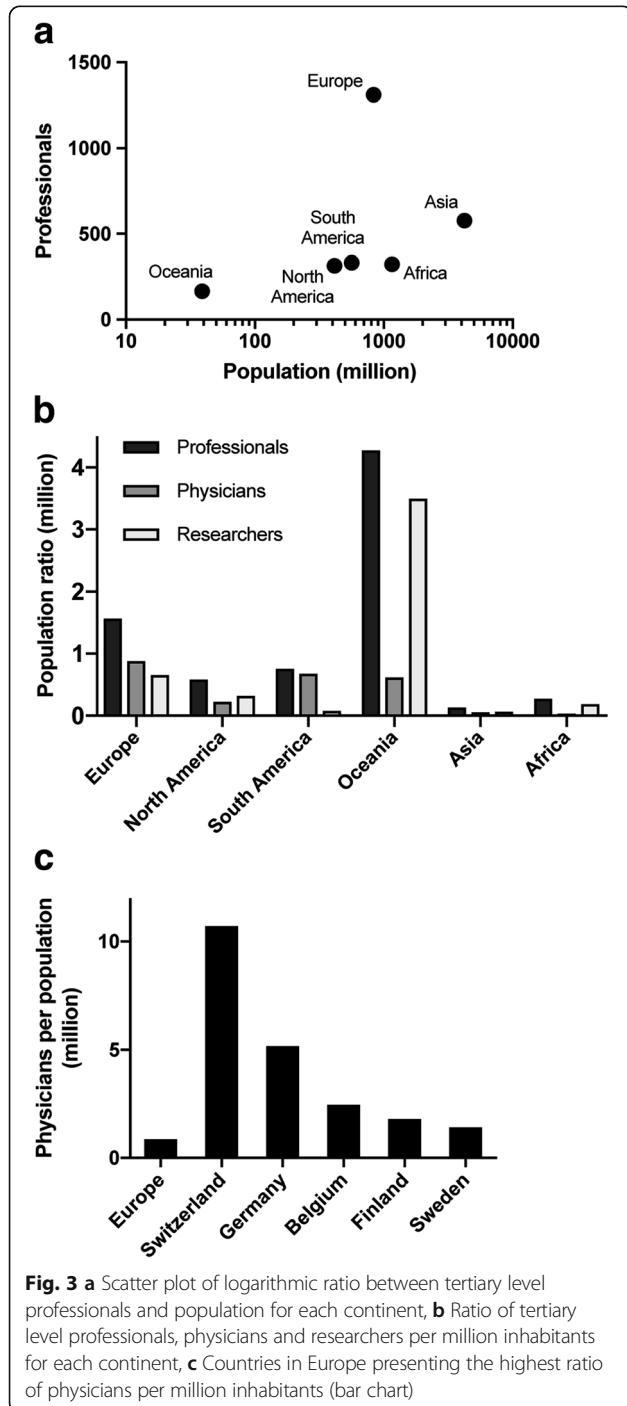 a
1500
1000
500
0
Professionals
Europe
Asia
South
America
Oceania
North
America
Africa
10
100
1000
10000
Population (million)
b
Professionals
Physicians
Researchers
4
3
2
1
0
Population ratio (million)
Europe
North America
South America
Oceania
Asia
Africa
c
10
5
0
Physicians per population
(million)
Europe
Switzerland
Germany
Belgium
Finland
Sweden
Fig. 3 a Scatter plot of logarithmic ratio between tertiary level
professionals and population for each continent, b Ratio of tertiary
level professionals, physicians and researchers per million inhabitants
for each continent, c Countries in Europe presenting the highest ratio
of physicians per million inhabitants (bar chart)